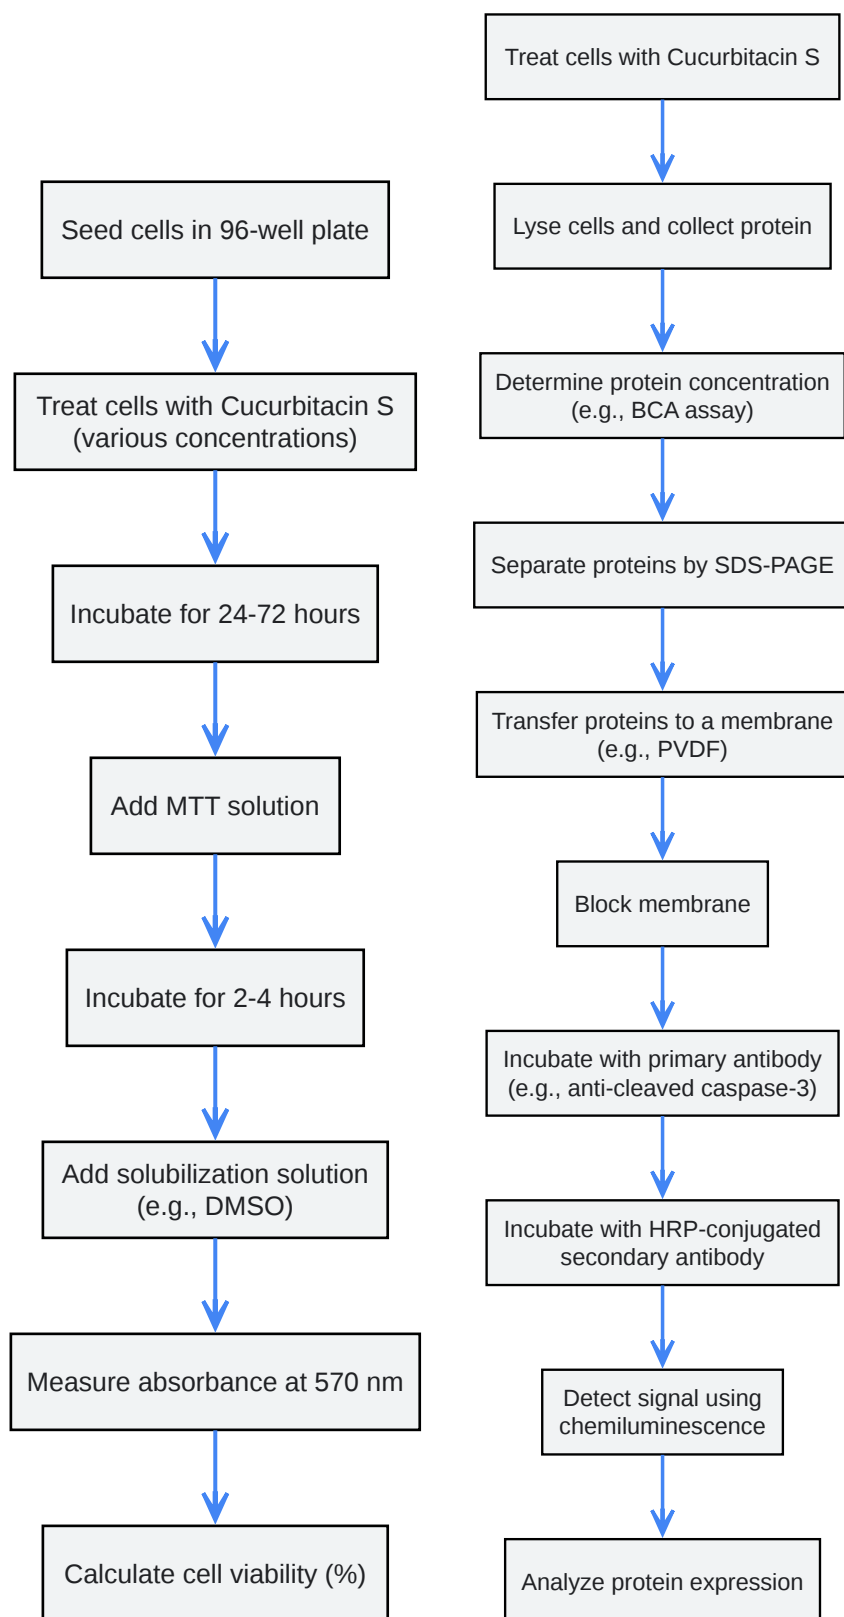 Seed cells in 96-well plate
Treat cells with Cucurbitacin S
(various concentrations)
Incubate for 24-72 hours
Add MTT solution
Incubate for 2-4 hours
Add solubilization solution
(e.g., DMSO)
Measure absorbance at 570 nm
Calculate cell viability (%)
Treat cells with Cucurbitacin S
Lyse cells and collect protein
Determine protein concentration
(e.g., BCA assay)
Separate proteins by SDS-PAGE
Transfer proteins to a membrane
(e.g., PVDF)
Block membrane
Incubate with primary antibody
(e.g., anti-cleaved caspase-3)
Incubate with HRP-conjugated
secondary antibody
Detect signal using
chemiluminescence
Analyze protein expression